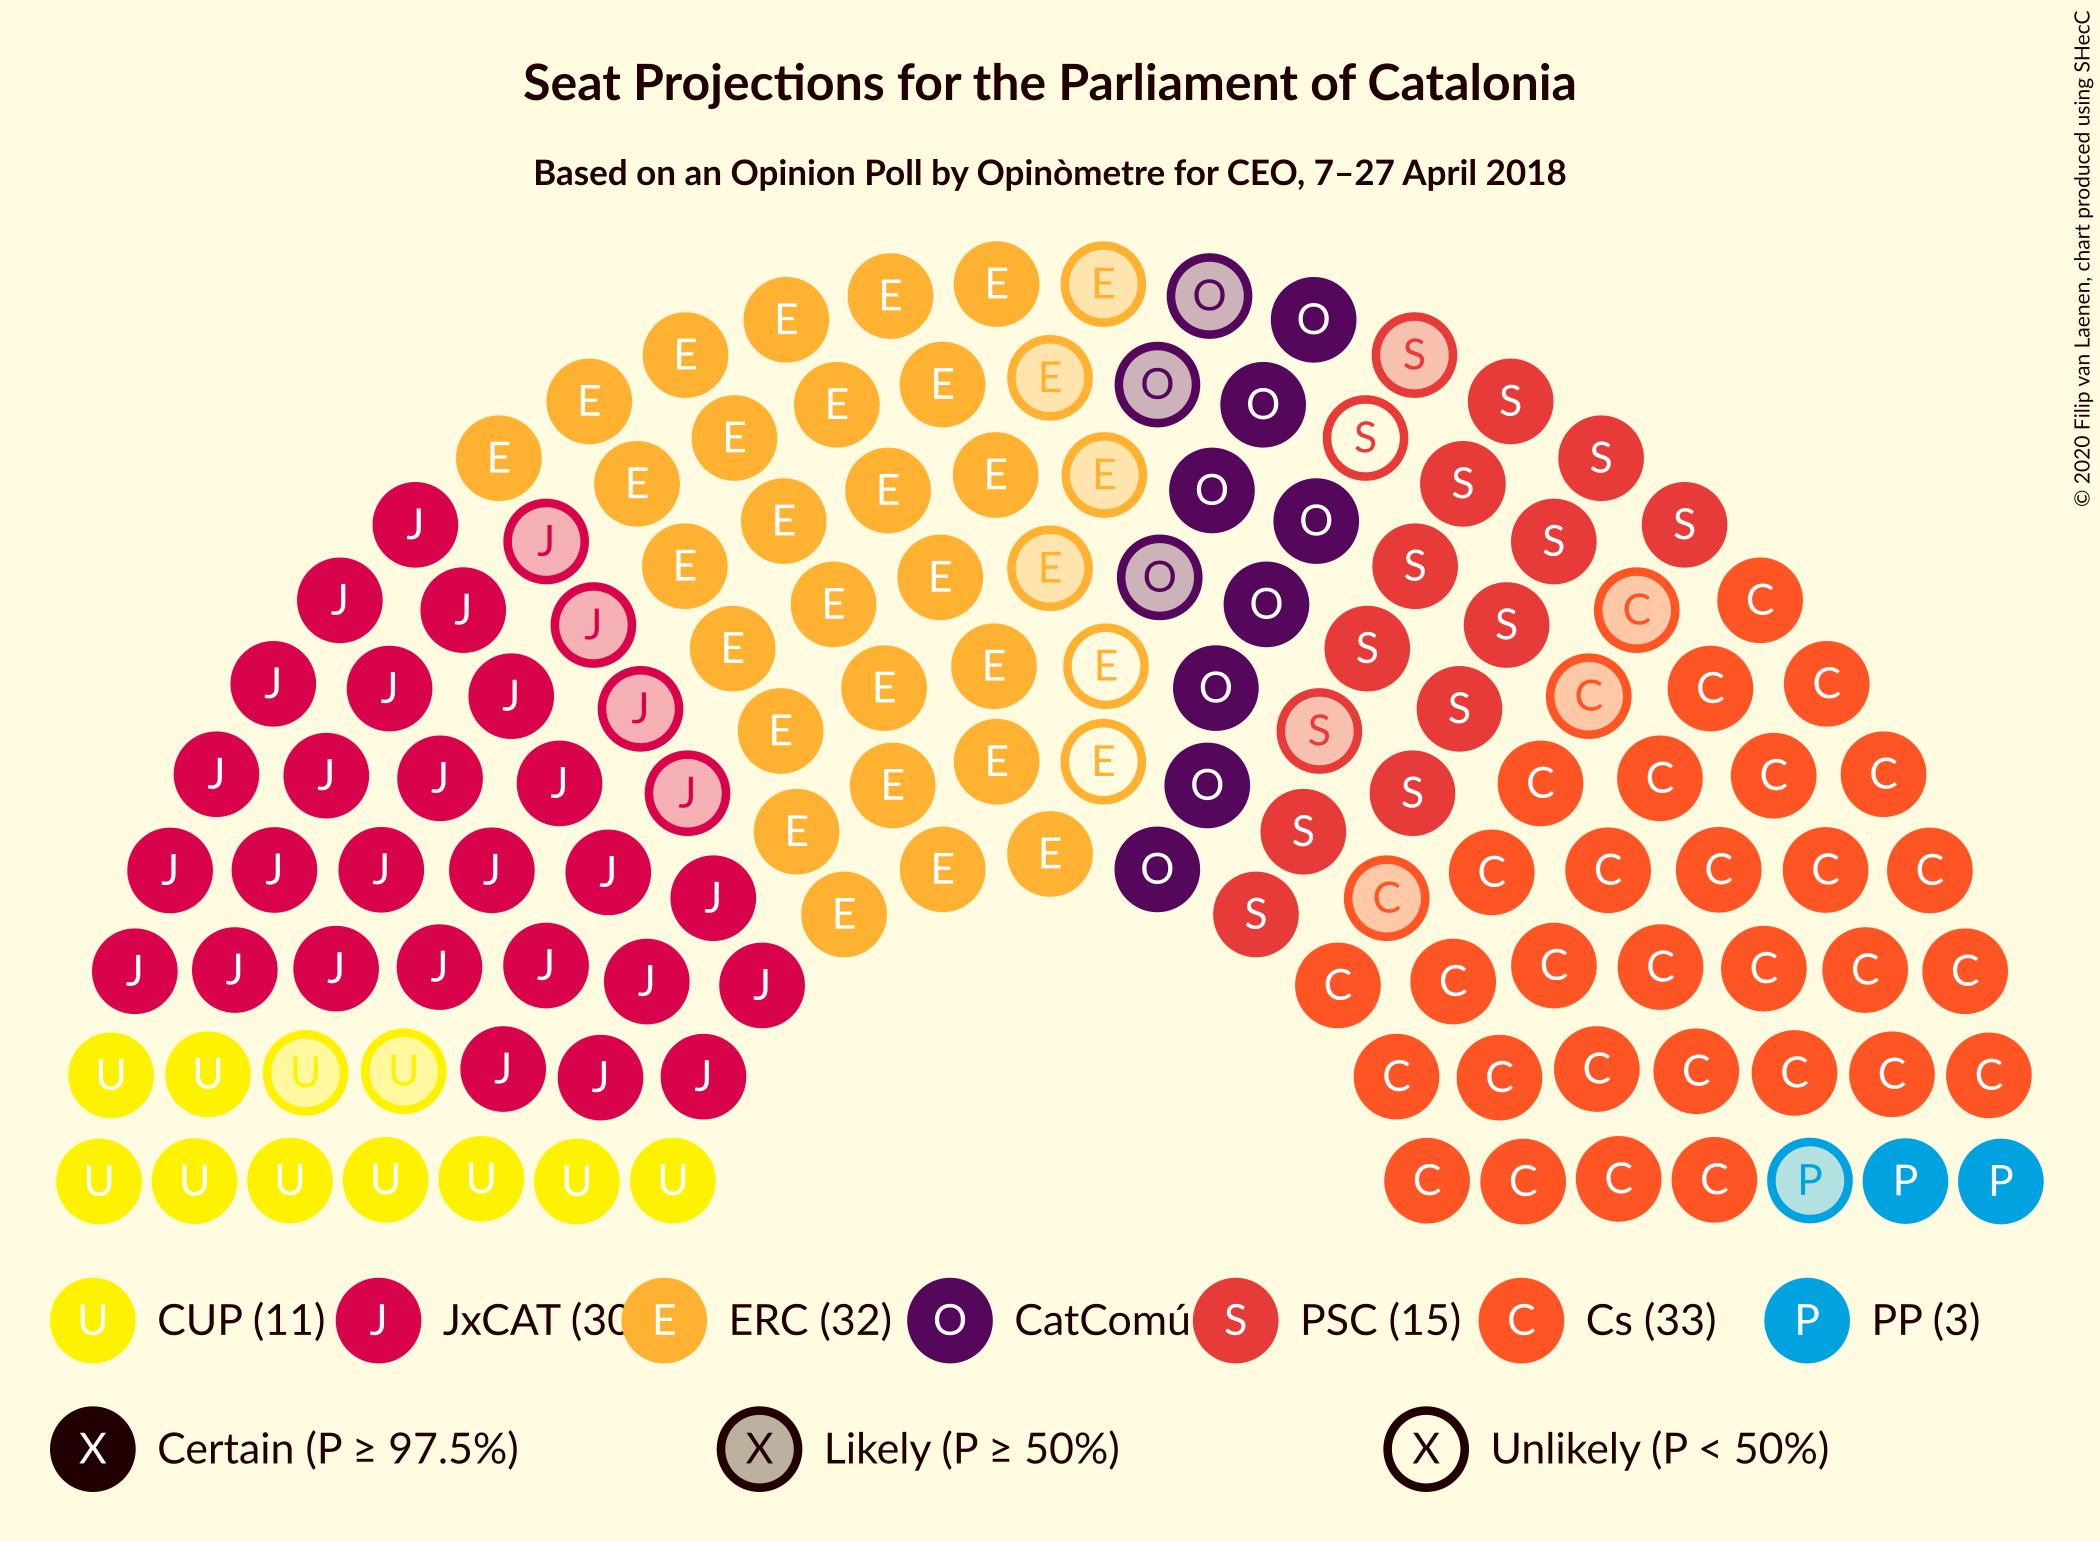 Seat Projections for the Parliament of Catalonia
Based on an Opinion Poll by Opinòmetre for CEO, 7–27 April 2018
© 2020 Filip van Laenen, chart produced using SHecC
E E E O O
E E S
E E E O O
E E S S
E E E O O
E E S S
J J E E E O O S S S
J J J E E E O O S S C C
J J J J E E E O S S C C C
J J J J J E E E O S S C C C C
J J J J J J E E E O S C C C C C
J J J J J J J E S C C C C C C C
U U U U J J J C C C C C C C
U U U U U U U C C C C P P P
U CUP (11) J JxCAT (30 E ERC (32) O CatComú S PSC (15) C Cs (33) P PP (3)
X Certain (P ≥ 97.5%) X Likely (P ≥ 50%) X Unlikely (P < 50%)